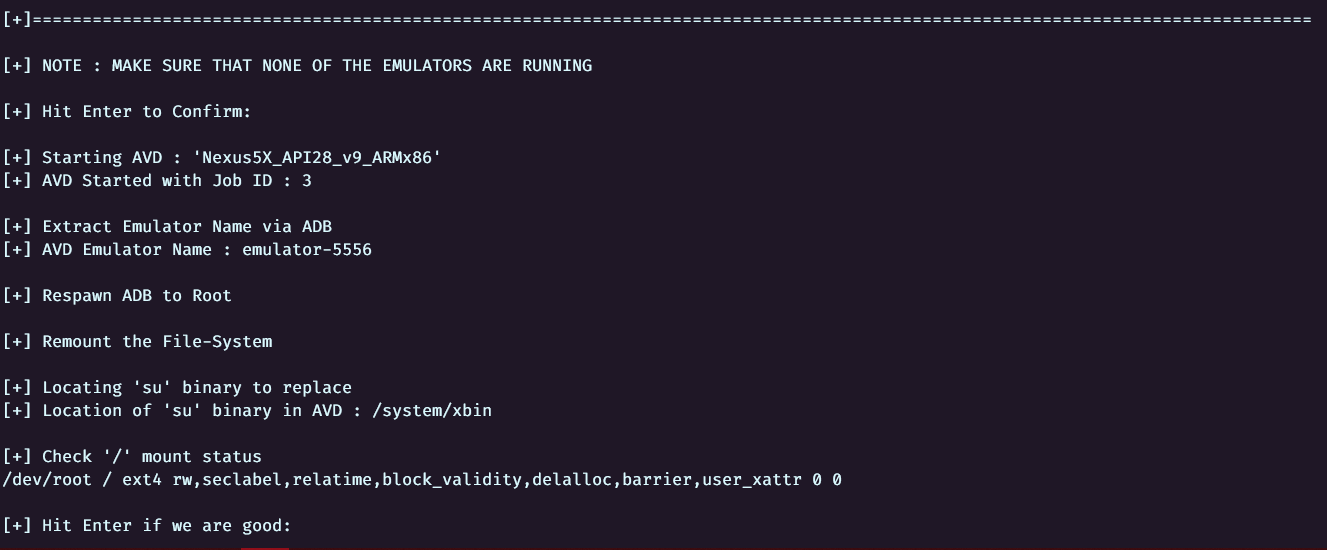 [+]================================================================================================================================
[+] NOTE : MAKE SURE THAT NONE OF THE EMULATORS ARE RUNNING
[+] Hit Enter to Confirm:
[+] Starting AVD : 'Nexus5X_API28_v9_ARMx86'
[+] AVD Started with Job ID : 3
[+] Extract Emulator Name via ADB
[+] AVD Emulator Name : emulator-5556
[+] Respawn ADB to Root
[+] Remount the File-System
[+] Locating 'su' binary to replace
[+] Location of 'su' binary in AVD : /system/xbin
[+] Check '/' mount status
/dev/root / ext4 rw,seclabel,relatime,block_validity,delalloc,barrier,user_xattr 0 0
[+] Hit Enter if we are good: